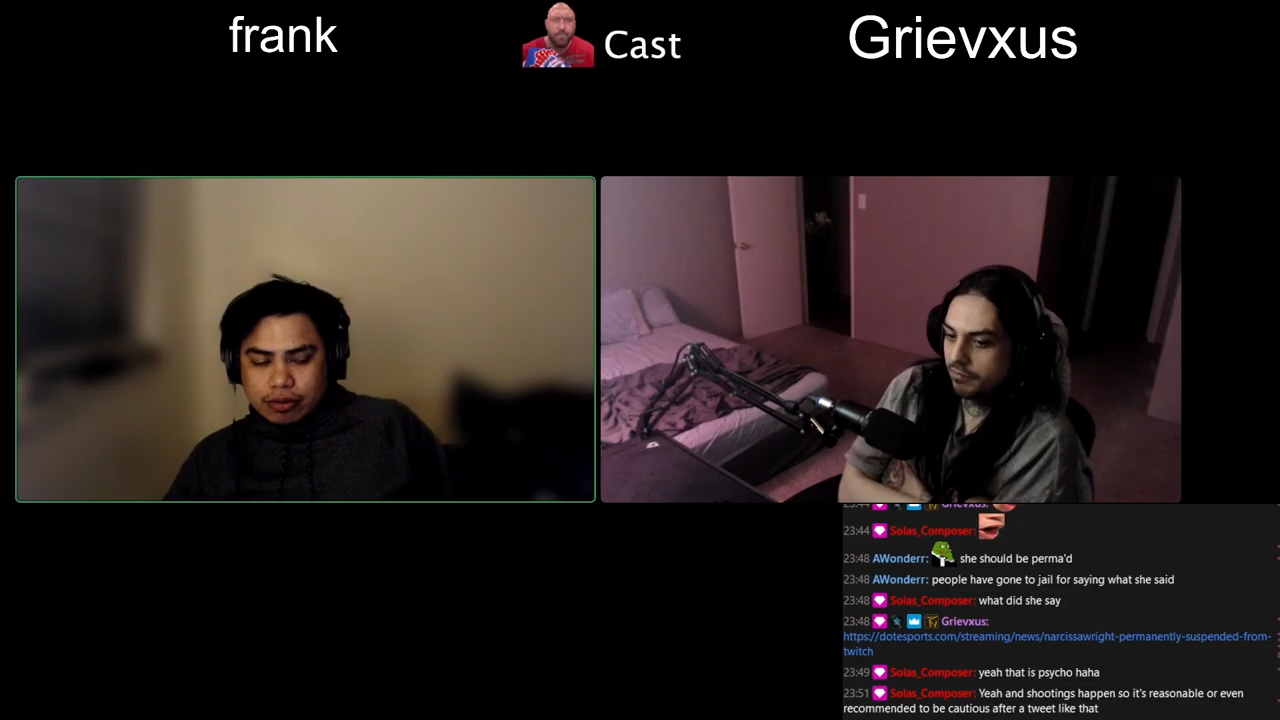 frank
Cast
Grievxus
23:44 Grievxus:
23:44 Solas_Composer:
23:48 AWonderr: she should be perma'd
23:48 AWonderr: people have gone to jail for saying what she said
23:48 Solas_Composer: what did she say
23:48 Grievxus:
https://dotesports.com/streaming/news/narcissawright-permanently-suspended-from-
twitch
23:49 Solas_Composer: yeah that is psycho haha
23:51 Solas_Composer: Yeah and shootings happen so it's reasonable or even
recommended to be cautious after a tweet like that